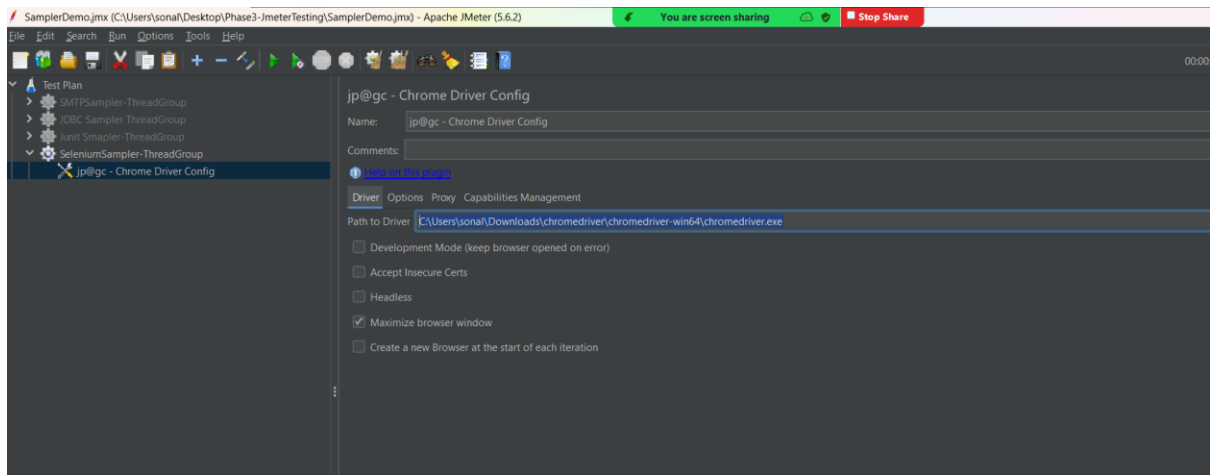 SamplerDemo.jmx (C:\Users\sonal\Desktop\Phase3-JmeterTesting\SamplerDemo.jmx) - Apache JMeter (5.6.2)
You are screen sharing
Stop Share
File Edit Search Run Options Tools Help
00:00
Test Plan
SMTPSampler-ThreadGroup
JDBC Sampler ThreadGroup
Junit Smapler-ThreadGroup
SeleniumSampler-ThreadGroup
jp@gc - Chrome Driver Config
jp@gc - Chrome Driver Config
Name: jp@gc - Chrome Driver Config
Comments:
Help on this plugin
Driver Options Proxy Capabilities Management
Path to Driver C:\Users\sonal\Downloads\chromedriver\chromedriver-win64\chromedriver.exe
Development Mode (keep browser opened on error)
Accept Insecure Certs
Headless
Maximize browser window
Create a new Browser at the start of each iteration